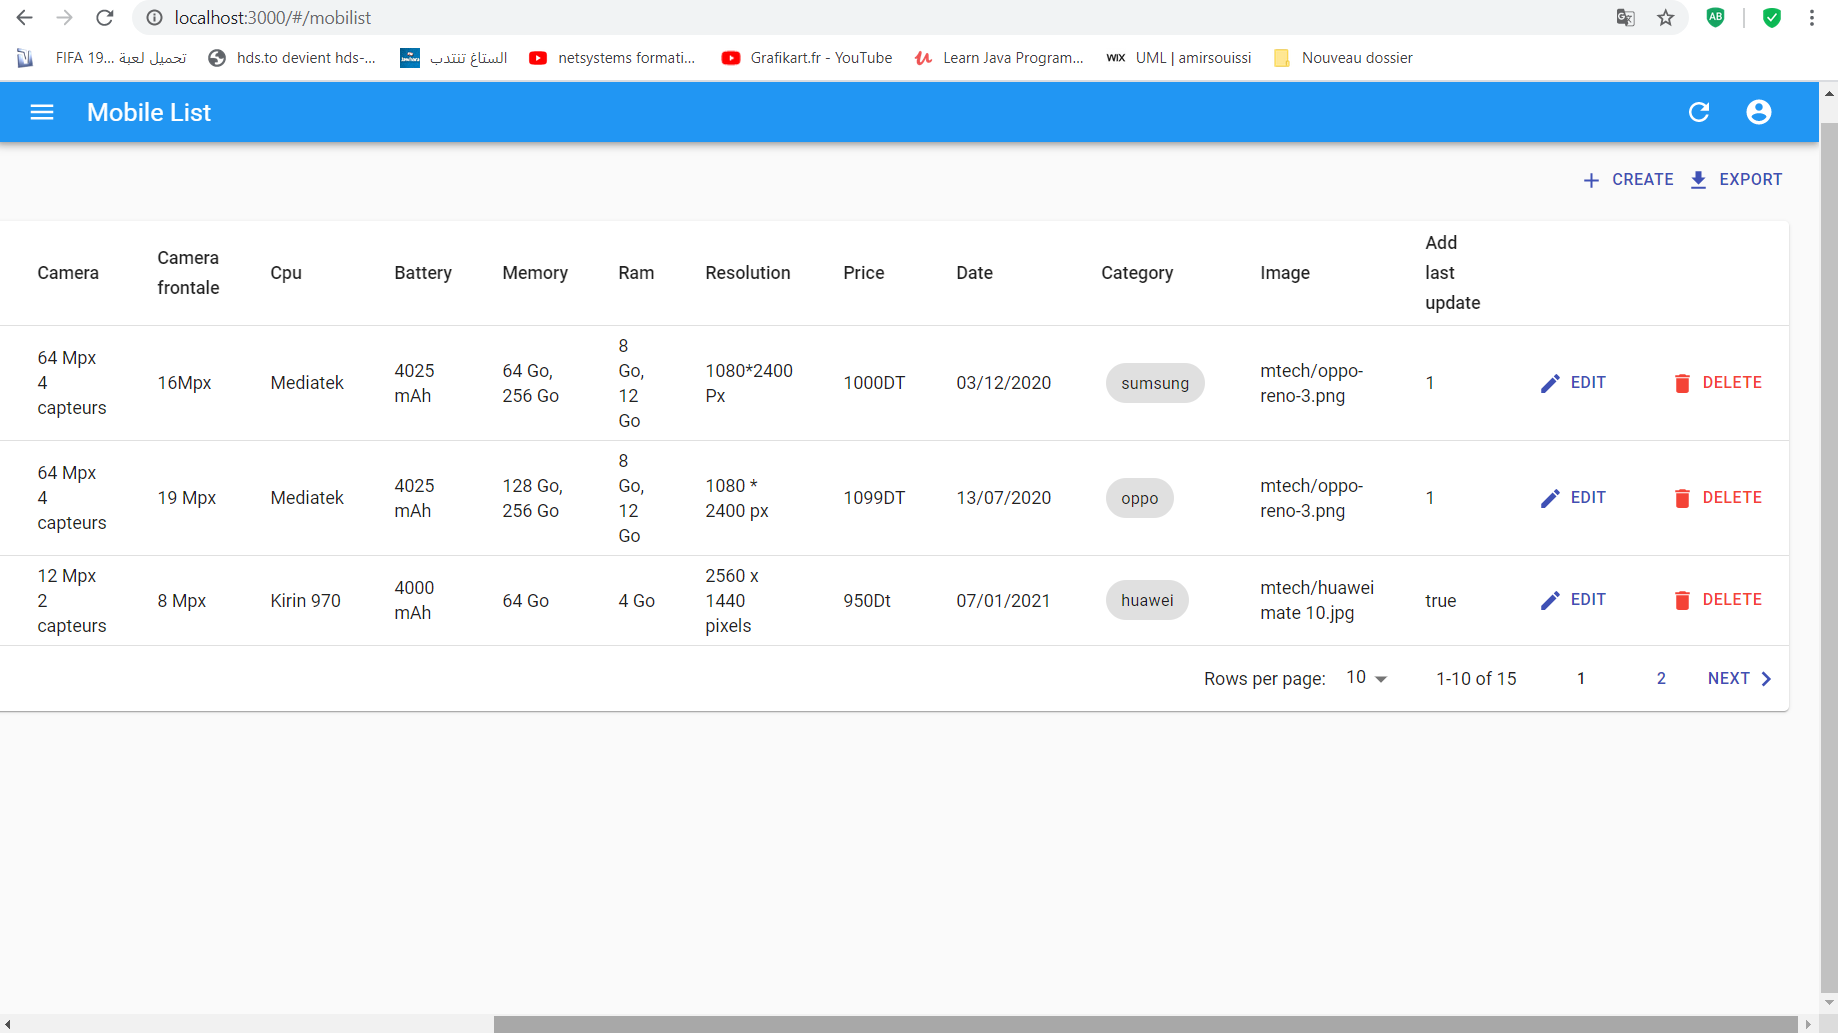 localhost:3000/#/mobilist
FIFA 19... تحميل لعبة
hds.to devient hds-...
الستاغ تنتدب
netsystems formati...
Grafikart.fr - YouTube
Learn Java Program...
WIX
UML | amirsouissi
Nouveau dossier
Mobile List
CREATE
EXPORT
Camera
Camera
frontale
Cpu
Battery
Memory
Ram
Resolution
Price
Date
Category
Image
Add
last
update
64 Mpx
4
capteurs
16Mpx
Mediatek
4025
mAh
64 Go,
256 Go
8
Go,
12
Go
1080*2400
Px
1000DT
03/12/2020
sumsung
mtech/oppo-
reno-3.png
1
EDIT
DELETE
64 Mpx
4
capteurs
19 Mpx
Mediatek
4025
mAh
128 Go,
256 Go
8
Go,
12
Go
1080 *
2400 px
1099DT
13/07/2020
oppo
mtech/oppo-
reno-3.png
1
EDIT
DELETE
12 Mpx
2
capteurs
8 Mpx
Kirin 970
4000
mAh
64 Go
4 Go
2560 x
1440
pixels
950Dt
07/01/2021
huawei
mtech/huawei
mate 10.jpg
true
EDIT
DELETE
Rows per page:
10
1-10 of 15
1
2
NEXT